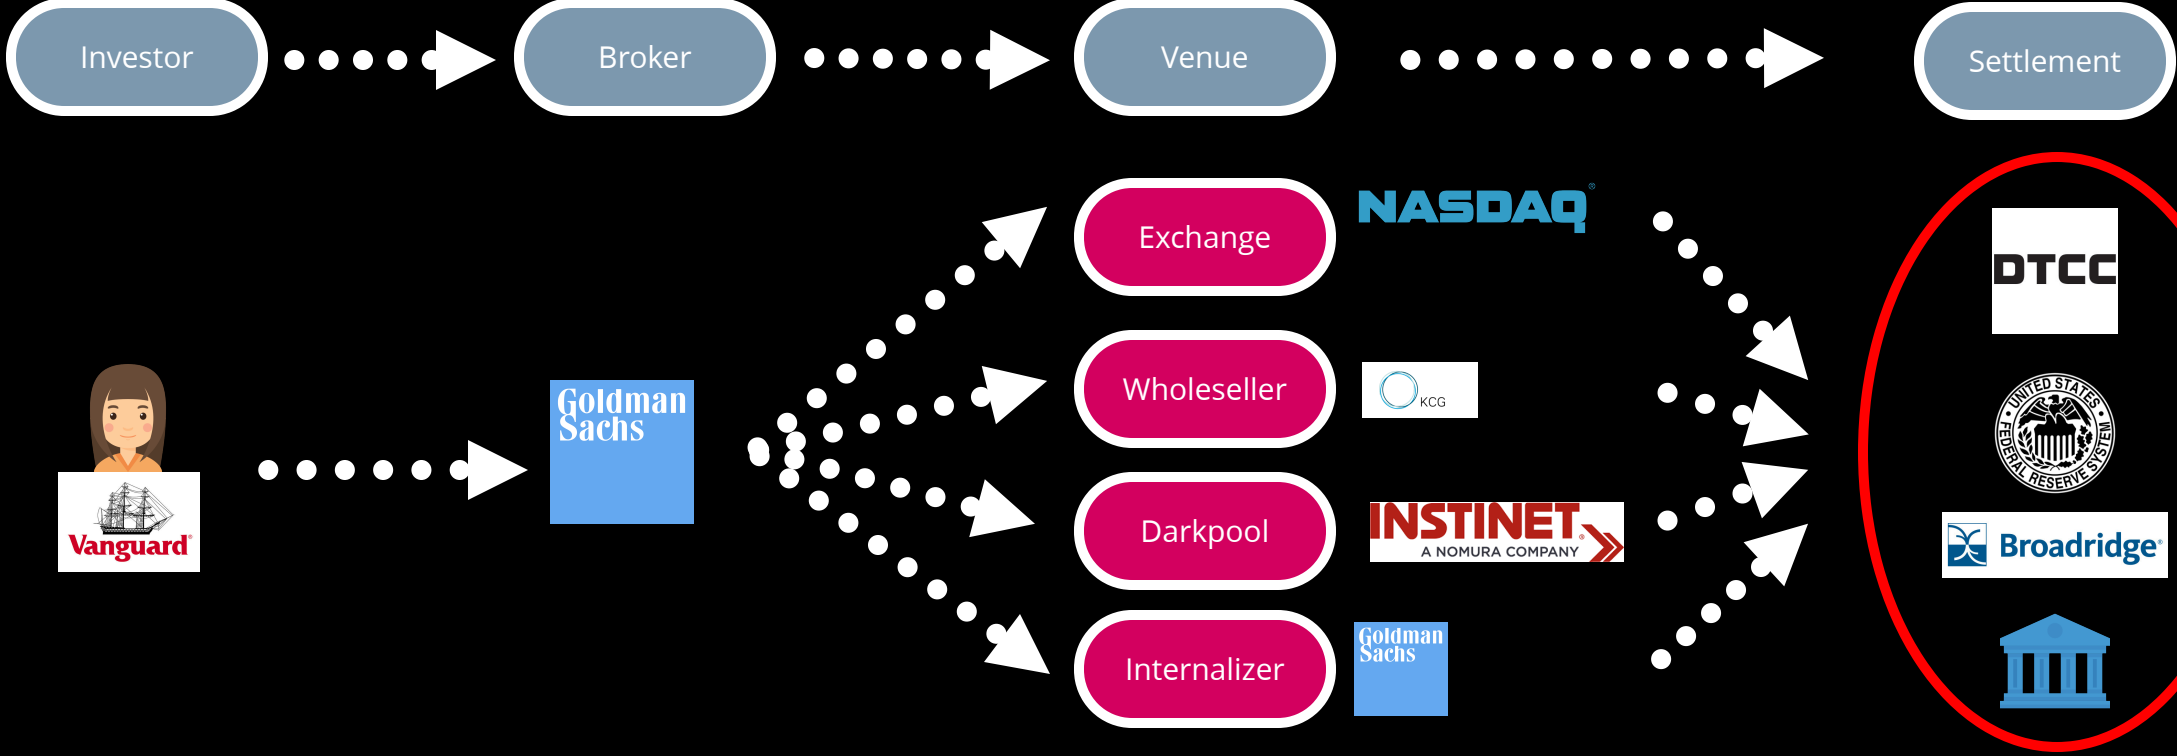 Investor
Broker
Venue
Settlement
Exchange
NASDAQ®
Wholeseller
KCG
Darkpool
INSTINET®
A NOMURA COMPANY
Internalizer
Goldman
Sachs
Vanguard®
Goldman
Sachs
DTCC
UNITED STATES
FEDERAL RESERVE SYSTEM
Broadridge®